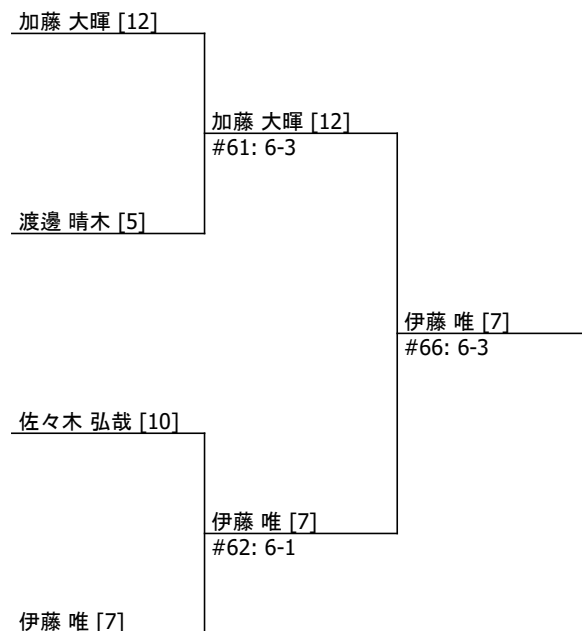 加藤 大暉 [12]
加藤 大暉 [12]
#61: 6-3
渡邉 晴木 [5]
伊藤 唯 [7]
#66: 6-3
佐々木 弘哉 [10]
伊藤 唯 [7]
#62: 6-1
伊藤 唯 [7]